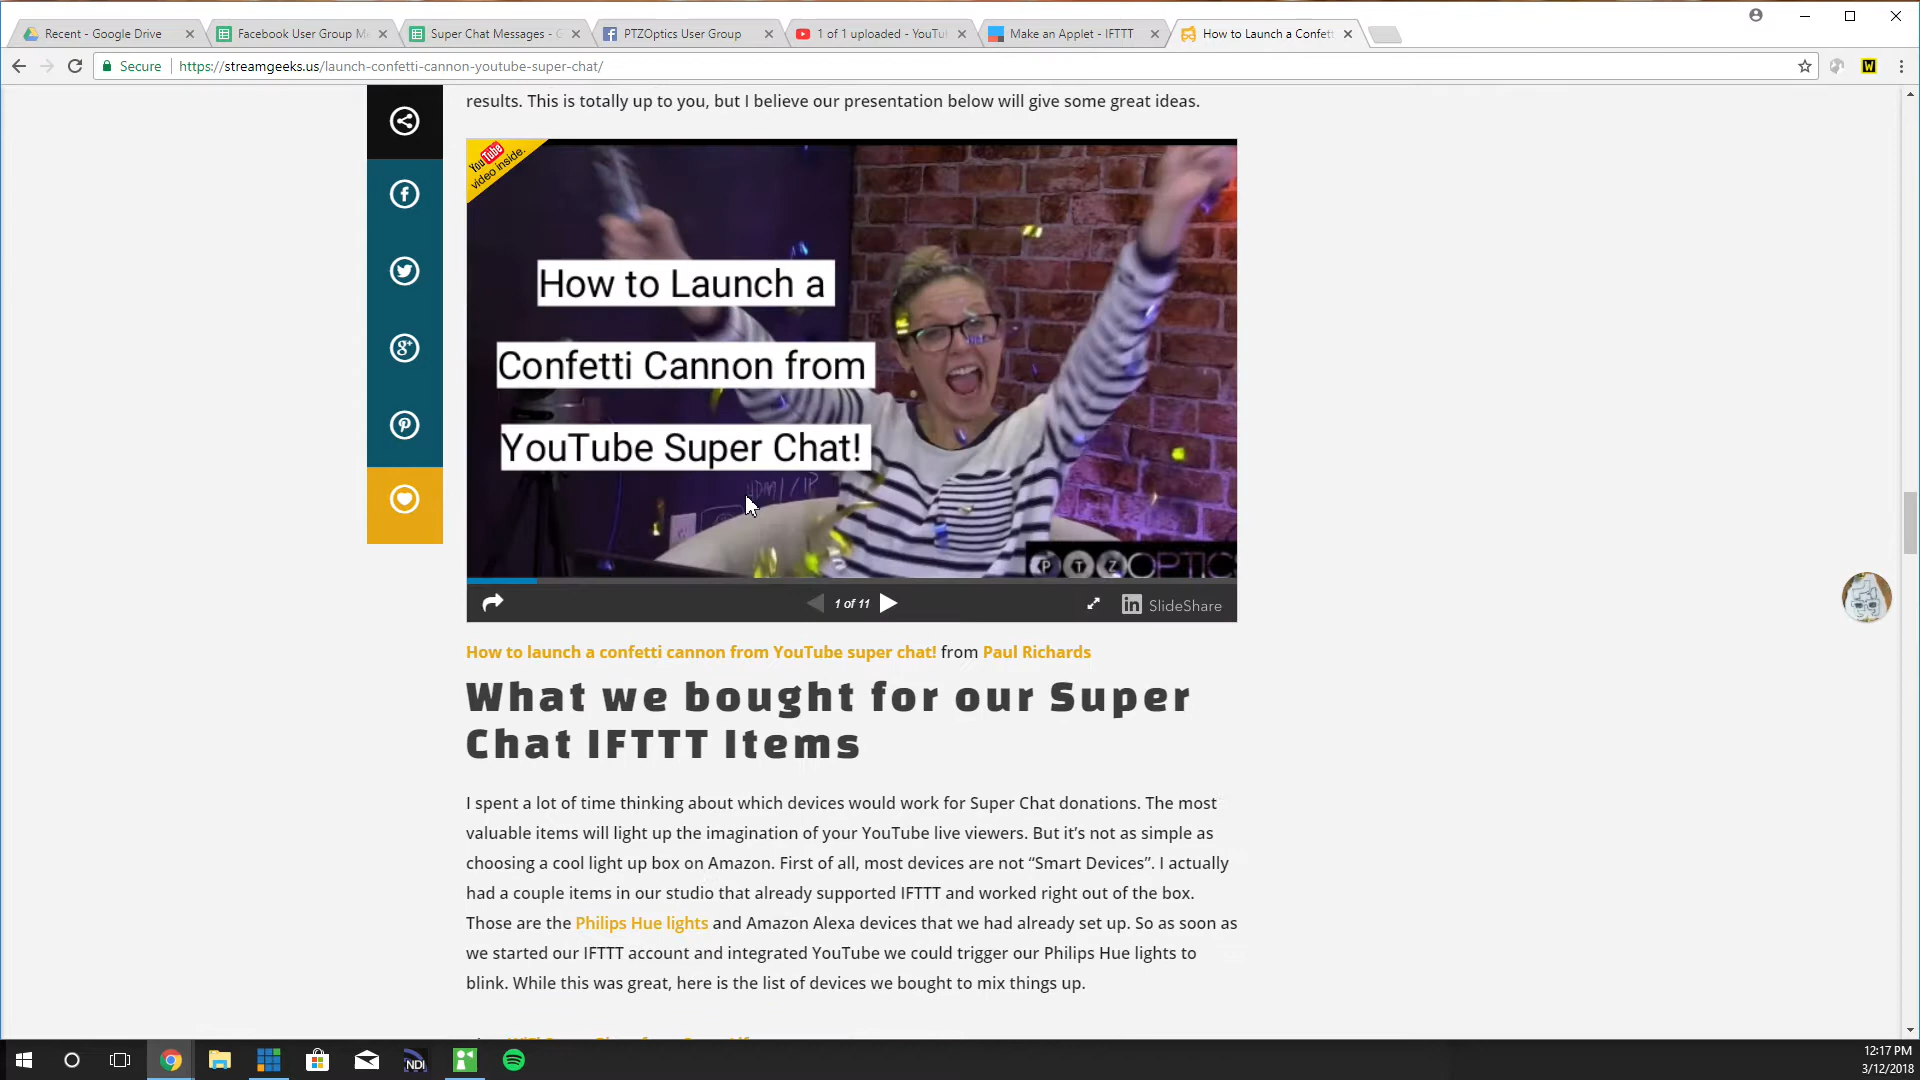 Recent - Google Drive
Facebook User Group Me
Super Chat Messages - G
PTZOptics User Group
1 of 1 uploaded - YouTu
Make an Applet - IFTTT
How to Launch a Confett
Secure
https://streamgeeks.us/launch-confetti-cannon-youtube-super-chat/
W
results. This is totally up to you, but I believe our presentation below will give some great ideas.
YouTube
video inside.
How to Launch a
Confetti Cannon from
YouTube Super Chat!
HDMI/IP
PTZOPTICS
1 of 11
in SlideShare
How to launch a confetti cannon from YouTube super chat! from Paul Richards
What we bought for our Super
Chat IFTTT Items
I spent a lot of time thinking about which devices would work for Super Chat donations. The most
valuable items will light up the imagination of your YouTube live viewers. But it’s not as simple as
choosing a cool light up box on Amazon. First of all, most devices are not “Smart Devices”. I actually
had a couple items in our studio that already supported IFTTT and worked right out of the box.
Those are the Philips Hue lights and Amazon Alexa devices that we had already set up. So as soon as
we started our IFTTT account and integrated YouTube we could trigger our Philips Hue lights to
blink. While this was great, here is the list of devices we bought to mix things up.
NDI
12:17 PM
3/12/2018